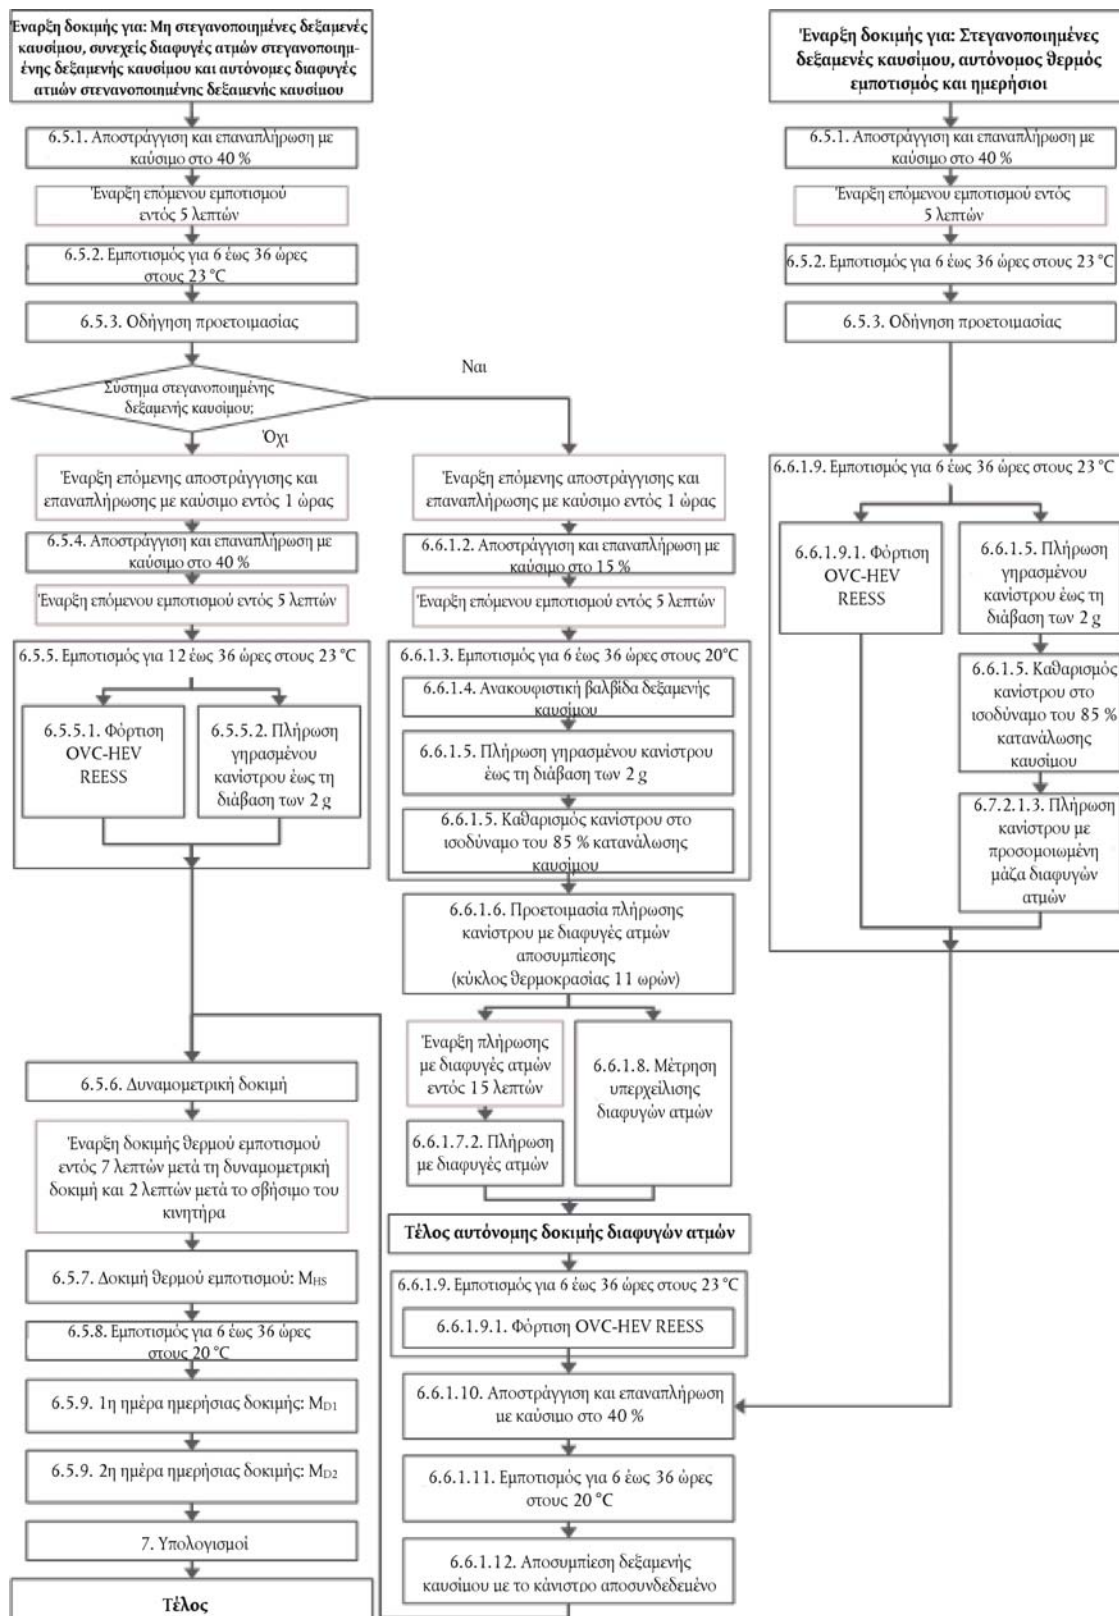 Έναρξη δοκιμής για: Μη στεγανοποιημένες δεξαμενές
καυσίμου, συνεχείς διαφυγές ατμών στεγανοποιημ-
ένης δεξαμενής καυσίμου και αυτόνομες διαφυγές
ατμών στεγανοποιημένης δεξαμενής καυσίμου
6.5.1. Αποστράγγιση και επαναπλήρωση με
καύσιμο στο 40 %
Έναρξη επόμενου εμποτισμού
εντός 5 λεπτών
6.5.2. Εμποτισμός για 6 έως 36 ώρες
στους 23 °C
6.5.3. Οδήγηση προετοιμασίας
Σύστημα στεγανοποιημένης
δεξαμενής καυσίμου;
Ναι
Όχι
Έναρξη επόμενης αποστράγγισης και
επαναπλήρωσης με καύσιμο εντός 1 ώρας
6.5.4. Αποστράγγιση και επαναπλήρωση με
καύσιμο στο 40 %
Έναρξη επόμενου εμποτισμού εντός 5 λεπτών
6.5.5. Εμποτισμός για 12 έως 36 ώρες στους 23 °C
6.5.5.1. Φόρτιση
OVC-HEV
REESS
6.5.5.2. Πλήρωση
γηρασμένου
κανίστρου έως τη
διάβαση των 2 g
6.5.6. Δυναμομετρική δοκιμή
Έναρξη δοκιμής θερμού εμποτισμού
εντός 7 λεπτών μετά τη δυναμομετρική
δοκιμή και 2 λεπτών μετά το σβήσιμο του
κινητήρα
6.5.7. Δοκιμή θερμού εμποτισμού: MHS
6.5.8. Εμποτισμός για 6 έως 36 ώρες
στους 20 °C
6.5.9. 1η ημέρα ημερήσιας δοκιμής: MD1
6.5.9. 2η ημέρα ημερήσιας δοκιμής: MD2
7. Υπολογισμοί
Τέλος
Έναρξη επόμενης αποστράγγισης και
επαναπλήρωσης με καύσιμο εντός 1 ώρας
6.6.1.2. Αποστράγγιση και επαναπλήρωση με
καύσιμο στο 15 %
Έναρξη επόμενου εμποτισμού εντός 5 λεπτών
6.6.1.3. Εμποτισμός για 6 έως 36 ώρες στους 20°C
6.6.1.4. Ανακουφιστική βαλβίδα δεξαμενής
καυσίμου
6.6.1.5. Πλήρωση γηρασμένου κανίστρου
έως τη διάβαση των 2 g
6.6.1.5. Καθαρισμός κανίστρου στο
ισοδύναμο του 85 % κατανάλωσης
καυσίμου
6.6.1.6. Προετοιμασία πλήρωσης
κανίστρου με διαφυγές ατμών
αποσυμπίεσης
(κύκλος θερμοκρασίας 11 ωρών)
Έναρξη πλήρωσης
με διαφυγές ατμών
εντός 15 λεπτών
6.6.1.7.2. Πλήρωση
με διαφυγές ατμών
6.6.1.8. Μέτρηση
υπερχείλισης
διαφυγών ατμών
Τέλος αυτόνομης δοκιμής διαφυγών ατμών
6.6.1.9. Εμποτισμός για 6 έως 36 ώρες στους 23 °C
6.6.1.9.1. Φόρτιση OVC-HEV REESS
6.6.1.10. Αποστράγγιση και επαναπλήρωση
με καύσιμο στο 40 %
6.6.1.11. Εμποτισμός για 6 έως 36 ώρες
στους 20 °C
6.6.1.12. Αποσυμπίεση δεξαμενής
καυσίμου με το κάνιστρο αποσυνδεδεμένο
Έναρξη δοκιμής για: Στεγανοποιημένες
δεξαμενές καυσίμου, αυτόνομος θερμός
εμποτισμός και ημερήσιοι
6.5.1. Αποστράγγιση και επαναπλήρωση με
καύσιμο στο 40 %
Έναρξη επόμενου εμποτισμού εντός
5 λεπτών
6.5.2. Εμποτισμός για 6 έως 36 ώρες στους 23 °C
6.5.3. Οδήγηση προετοιμασίας
6.6.1.9. Εμποτισμός για 6 έως 36 ώρες στους 23 °C
6.6.1.9.1. Φόρτιση
OVC-HEV
REESS
6.6.1.5. Πλήρωση
γηρασμένου
κανίστρου έως τη
διάβαση των 2 g
6.6.1.5. Καθαρισμός
κανίστρου στο
ισοδύναμο του 85 %
κατανάλωσης
καυσίμου
6.7.2.1.3. Πλήρωση
κανίστρου με
προσομοιωμένη
μάζα διαφυγών
ατμών